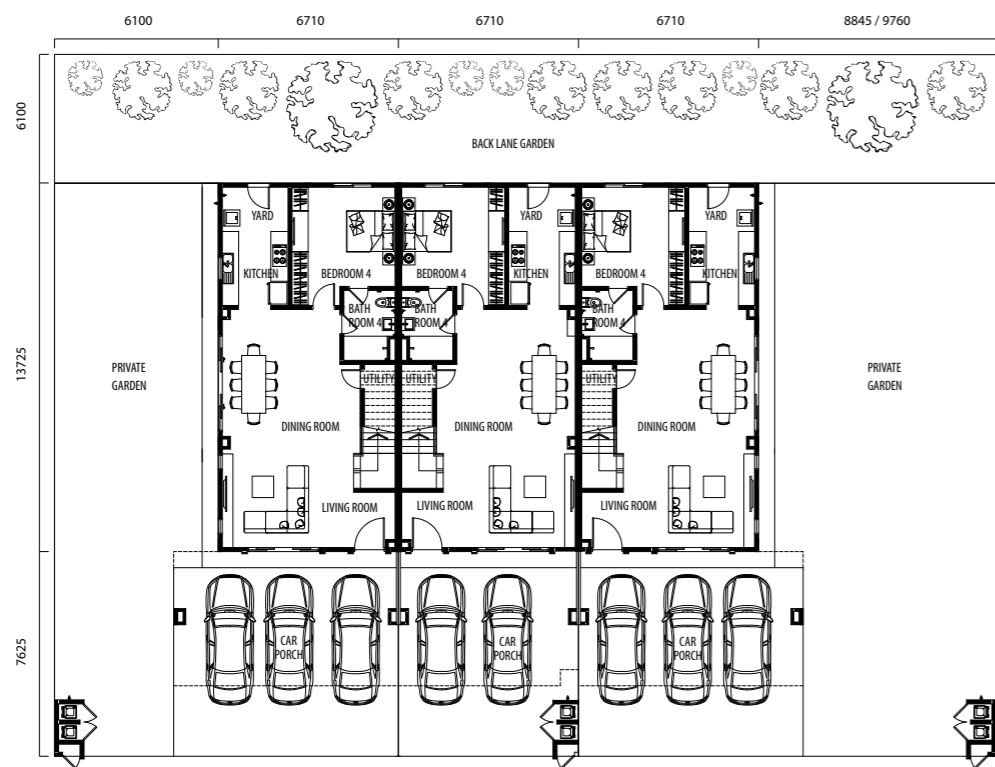 6100
6710
6710
6710
8845 / 9760
6100
BACK LANE GARDEN
YARD
YARD
YARD
KITCHEN
BEDROOM 4
BEDROOM 4
KITCHEN
BEDROOM 4
KITCHEN
BATH
ROOM 4
BATH
ROOM 4
BATH
ROOM 4
13725
PRIVATE
GARDEN
UTILITY
UTILITY
UTILITY
PRIVATE
GARDEN
DINING ROOM
DINING ROOM
DINING ROOM
LIVING ROOM
LIVING ROOM
LIVING ROOM
7625
CAR
PORCH
CAR
PORCH
CAR
PORCH